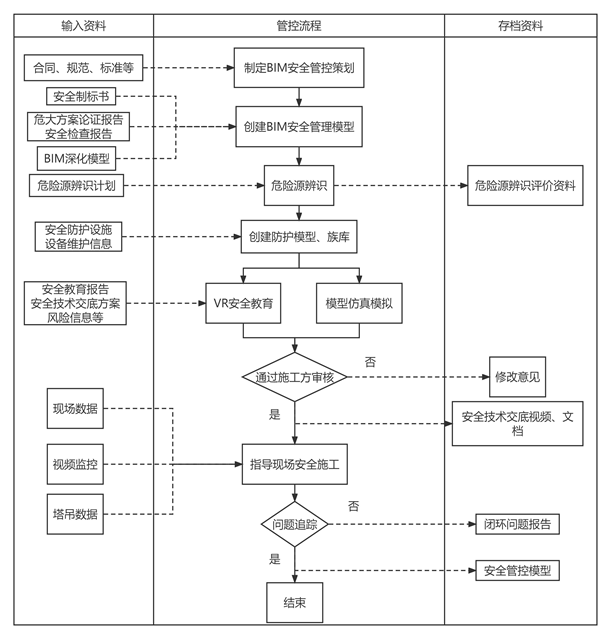 输入资料
管控流程
存档资料
合同、规范、标准等
制定BIM安全管控策划
安全制标书
危大方案论证报告
安全检查报告
创建BIM安全管理模型
BIM深化模型
危险源辨识计划
危险源辨识
危险源辨识评价资料
安全防护设施
设备维护信息
创建防护模型、族库
安全教育报告
安全技术交底方案
风险信息等
VR安全教育
模型仿真模拟
通过施工方审核
否
修改意见
是
现场数据
安全技术交底视频、文
档
视频监控
指导现场安全施工
塔吊数据
问题追踪
否
闭环问题报告
是
安全管控模型
结束